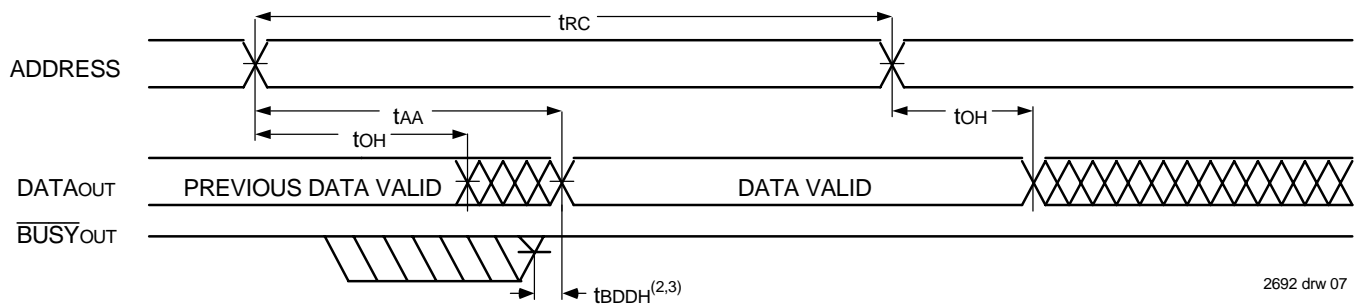 tRC
ADDRESS
tAA
tOH
tOH
DATAOUT
PREVIOUS DATA VALID
DATA VALID
BUSYOUT
tBDDH(2,3)
2692 drw 07